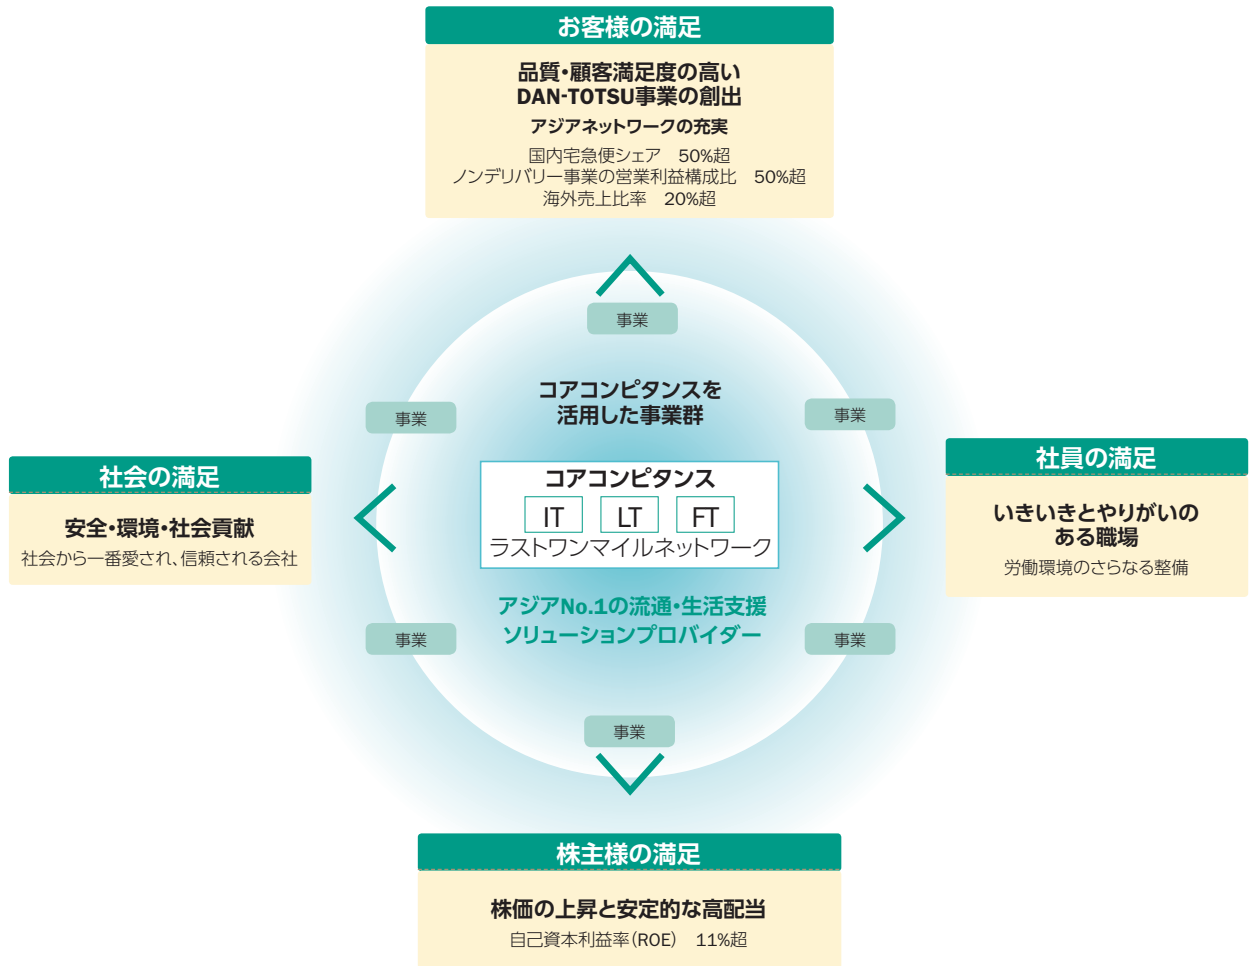 お客様の満足
品質・顧客満足度の高い
DAN-TOTSU事業の創出
アジアネットワークの充実
国内宅急便シェア　50%超
ノンデリバリー事業の営業利益構成比　50%超
海外売上比率　20%超
事業
コアコンピタンスを
活用した事業群
事業
事業
社会の満足
安全・環境・社会貢献
社会から一番愛され、信頼される会社
コアコンピタンス
IT LT FT
ラストワンマイルネットワーク
社員の満足
いきいきとやりがいの
ある職場
労働環境のさらなる整備
アジアNo.1の流通・生活支援
ソリューションプロバイダー
事業
事業
事業
株主様の満足
株価の上昇と安定的な高配当
自己資本利益率(ROE)　11%超